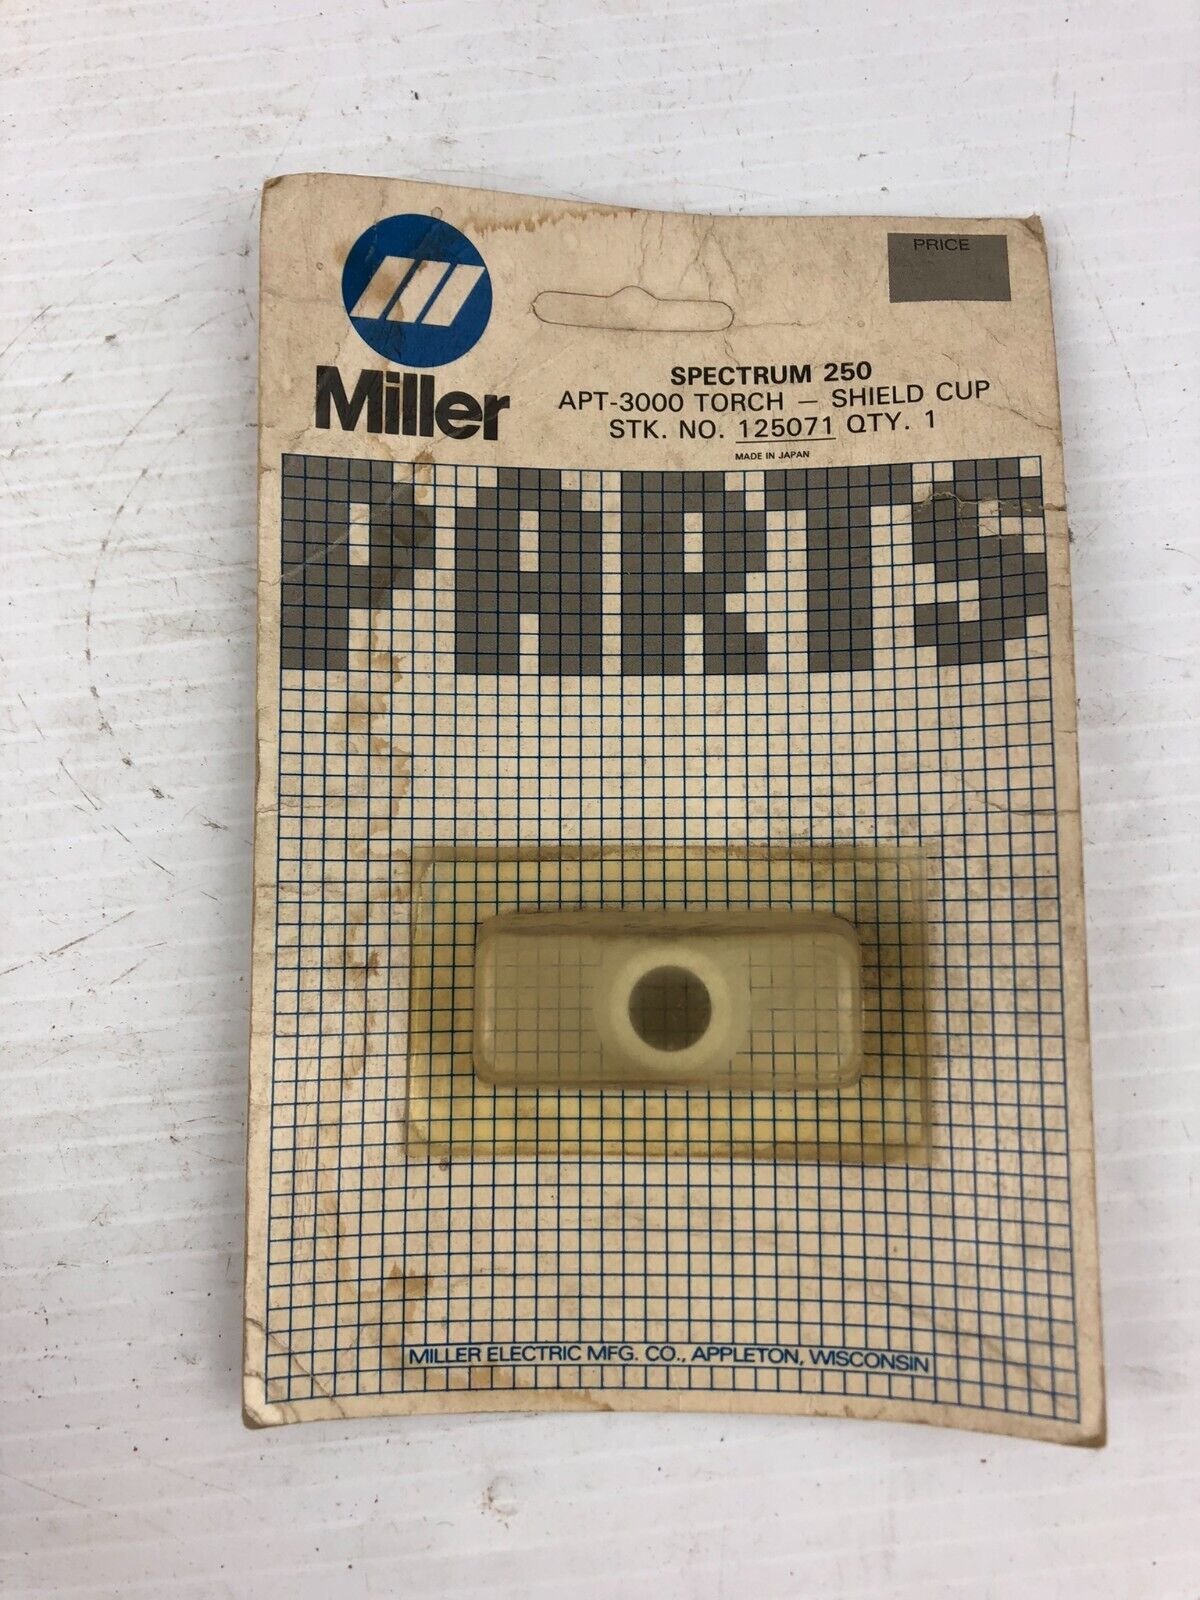 PRICE
Miller
SPECTRUM 250
APT-3000 TORCH — SHIELD CUP
STK. NO. 125071 QTY. 1
MADE IN JAPAN
PARTS
MILLER ELECTRIC MFG. CO., APPLETON, WISCONSIN